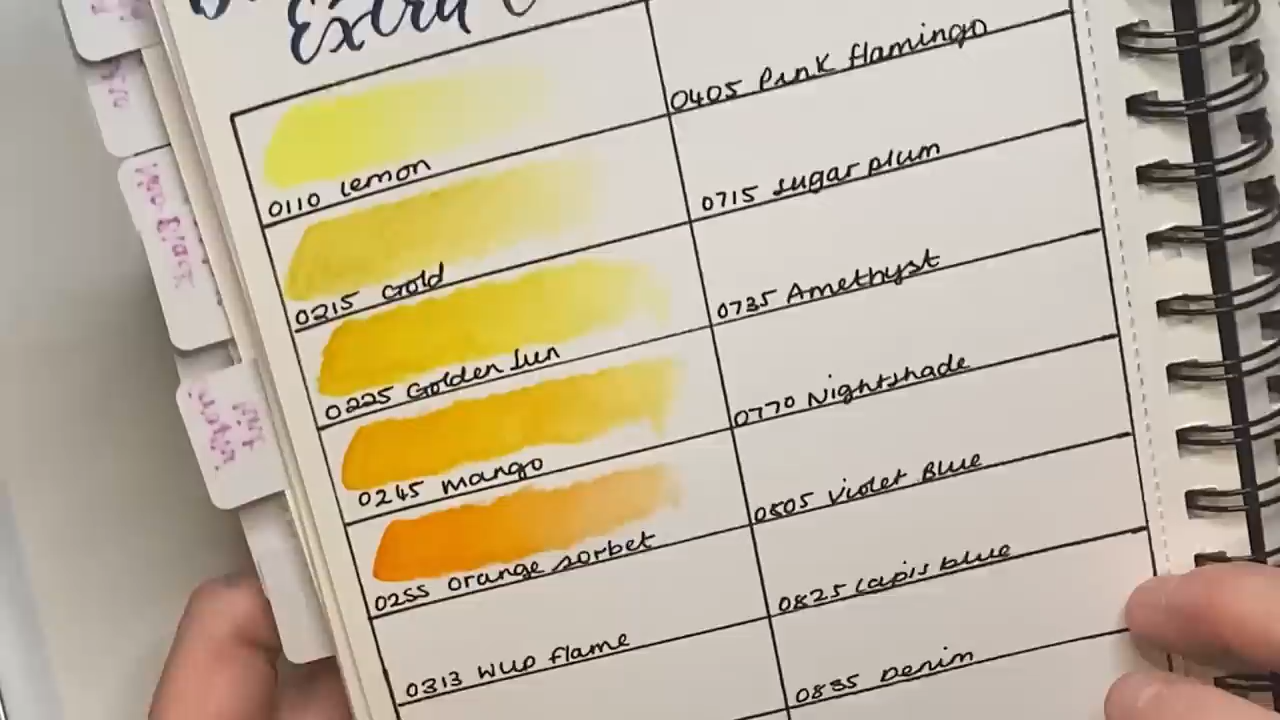 Extra
0110 Lemon
0215 Gold
0225 Golden Sun
0245 mango
0255 orange sorbet
0313 Wild flame
0405 Pink flamingo
0715 sugar plum
0735 Amethyst
0770 Nightshade
0805 Violet Blue
0825 Lapis blue
0835 Denim